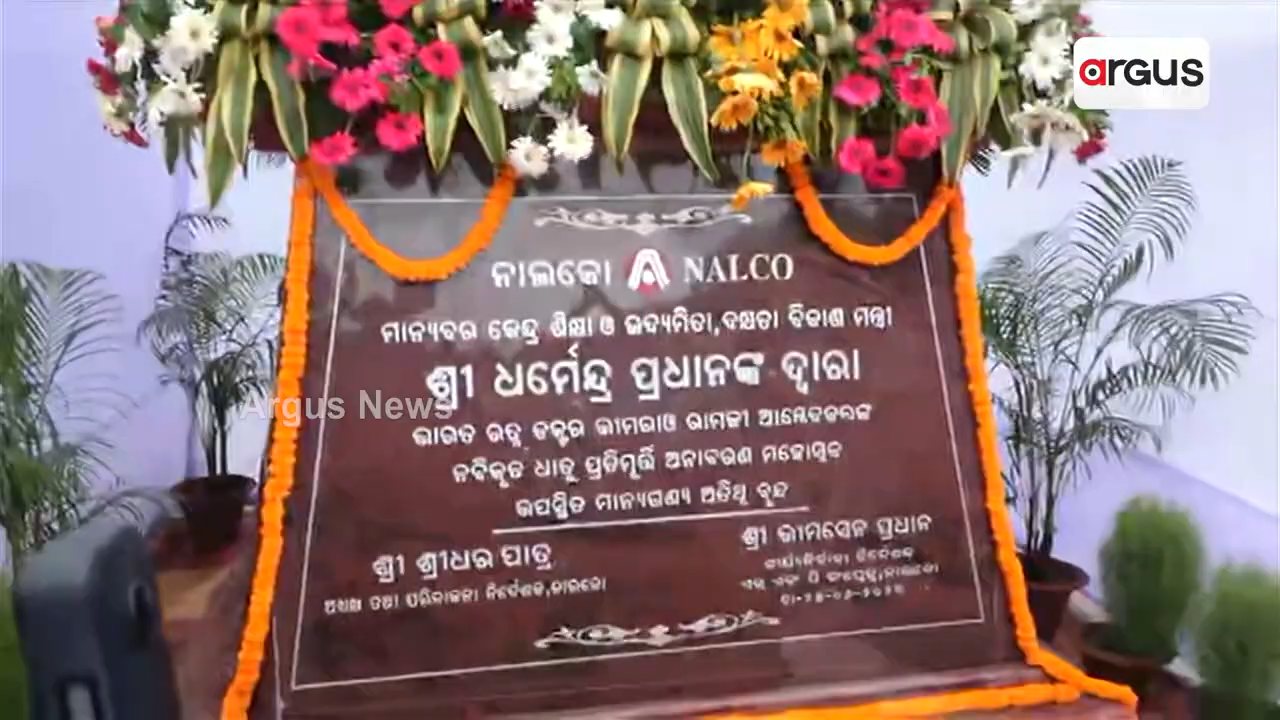 argus
ନାଲକୋ NALCO
ମାନ୍ୟବର କେନ୍ଦ୍ର ଶିକ୍ଷା ଓ ଉଦ୍ୟମିତା,ଦକ୍ଷତା ବିକାଶ ମନ୍ତ୍ରୀ
ଶ୍ରୀ ଧର୍ମେନ୍ଦ୍ର ପ୍ରଧାନଙ୍କ ଦ୍ୱାରା
Argus News
ଭାରତ ରତ୍ନ ଡକ୍ଟର ଭୀମରାଓ ରାମଜୀ ଆମ୍ବେଦକରଙ୍କ
ନବିକୃତ ଧାତୁ ପ୍ରତିମୂର୍ତ୍ତି ଅନାବରଣ ମହୋତ୍ସବ
ଉପସ୍ଥିତ ମାନ୍ୟଗଣ୍ୟ ଅତିଥି ବୃନ୍ଦ
ଶ୍ରୀ ଶ୍ରୀଧର ପାତ୍ର
ଅଧ୍ୟକ୍ଷ ତଥା ପରିଚାଳନା ନିର୍ଦେଶକ,ନାଲକୋ
ଶ୍ରୀ ଭୀମସେନ ପ୍ରଧାନ
କାର୍ଯ୍ୟନିର୍ବାହୀ ନିର୍ଦେଶକ